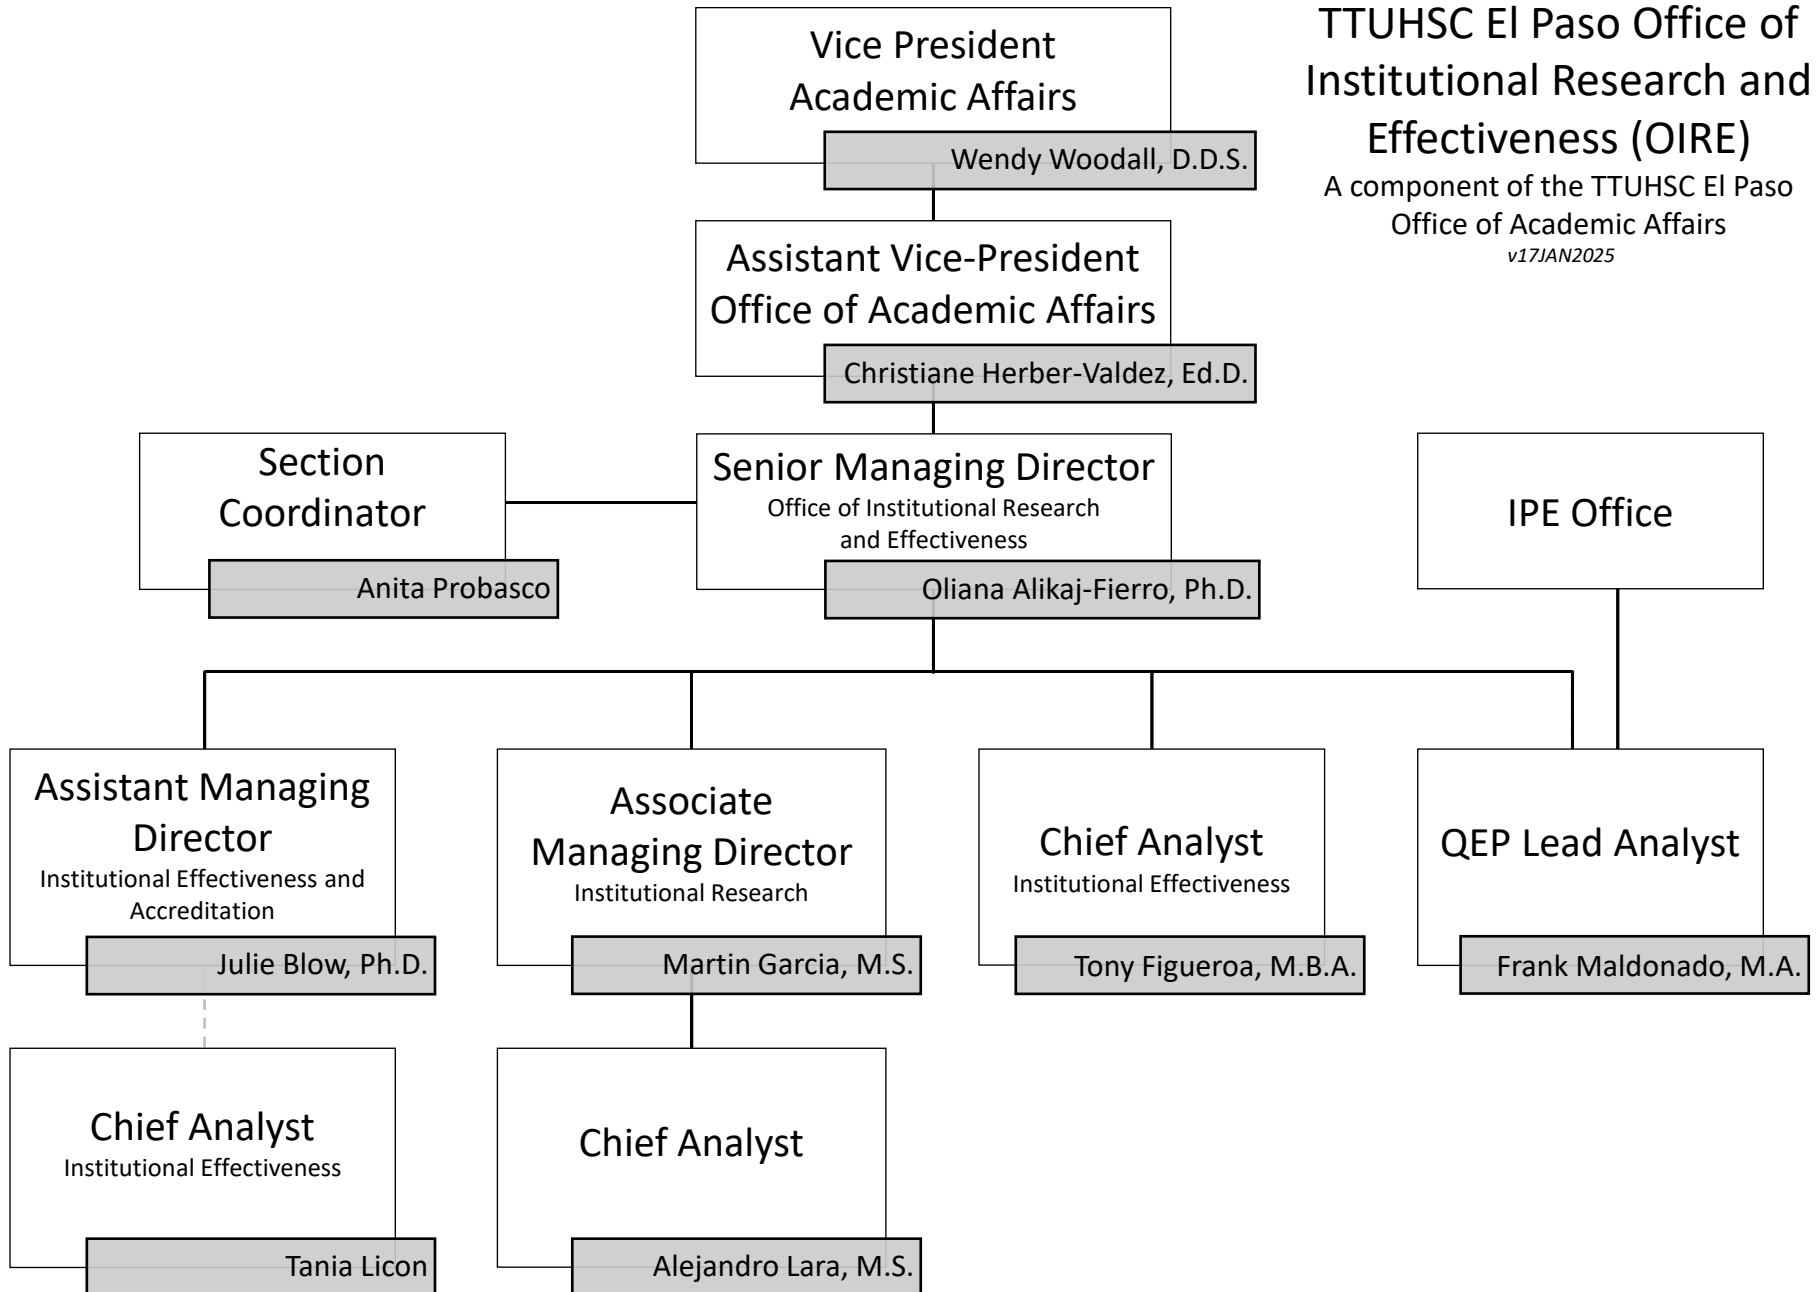 TTUHSC El Paso Office of
Institutional Research and
Effectiveness (OIRE)
A component of the TTUHSC El Paso
Office of Academic Affairs
v17JAN2025
Vice President
Academic Affairs
Wendy Woodall, D.D.S.
Assistant Vice-President
Office of Academic Affairs
Christiane Herber-Valdez, Ed.D.
Section
Coordinator
Anita Probasco
Senior Managing Director
Office of Institutional Research
and Effectiveness
Oliana Alikaj-Fierro, Ph.D.
IPE Office
Assistant Managing
Director
Institutional Effectiveness and
Accreditation
Julie Blow, Ph.D.
Associate
Managing Director
Institutional Research
Martin Garcia, M.S.
Chief Analyst
Institutional Effectiveness
Tony Figueroa, M.B.A.
QEP Lead Analyst
Frank Maldonado, M.A.
Chief Analyst
Institutional Effectiveness
Tania Licon
Chief Analyst
Alejandro Lara, M.S.